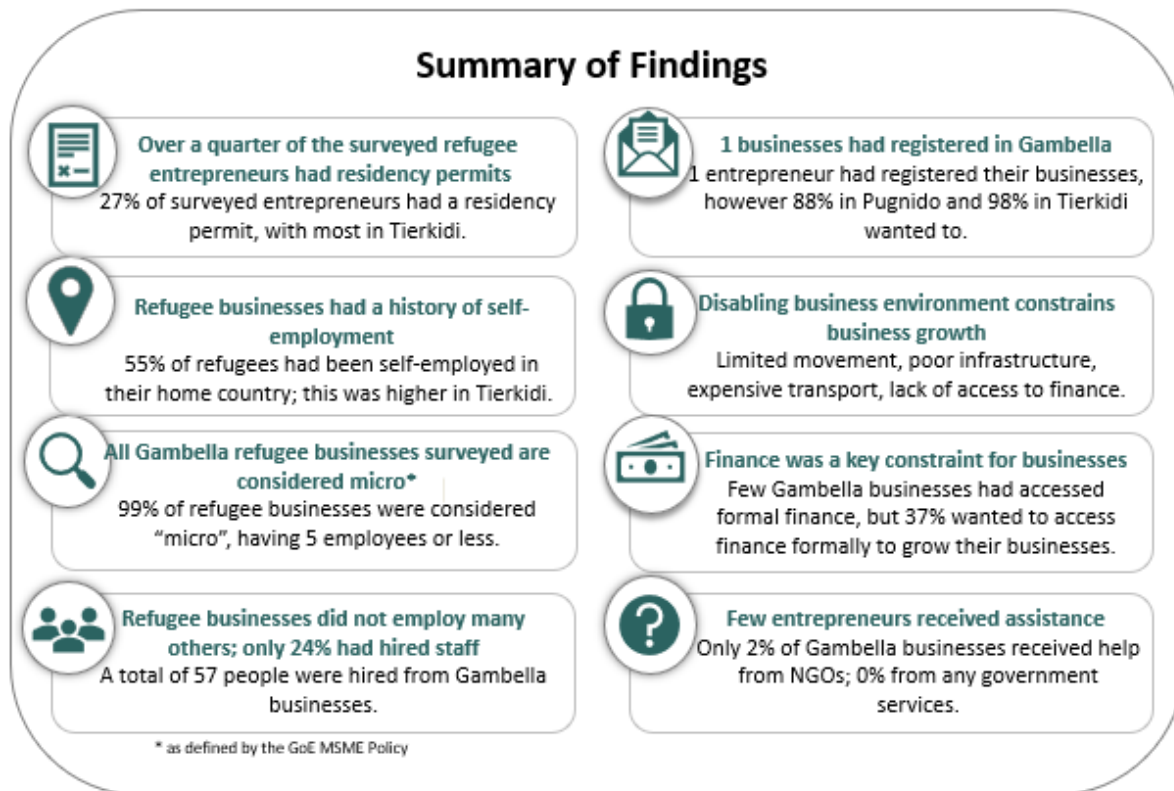 Summary of Findings
Over a quarter of the surveyed refugee
entrepreneurs had residency permits
27% of surveyed entrepreneurs had a residency
permit, with most in Tierkidi.
1 businesses had registered in Gambella
1 entrepreneur had registered their businesses,
however 88% in Pugnido and 98% in Tierkidi
wanted to.
Refugee businesses had a history of self-
employment
55% of refugees had been self-employed in
their home country; this was higher in Tierkidi.
Disabling business environment constrains
business growth
Limited movement, poor infrastructure,
expensive transport, lack of access to finance.
All Gambella refugee businesses surveyed are
considered micro*
99% of refugee businesses were considered
“micro”, having 5 employees or less.
Finance was a key constraint for businesses
Few Gambella businesses had accessed
formal finance, but 37% wanted to access
finance formally to grow their businesses.
Refugee businesses did not employ many
others; only 24% had hired staff
A total of 57 people were hired from Gambella
businesses.
Few entrepreneurs received assistance
Only 2% of Gambella businesses received help
from NGOs; 0% from any government
services.
* as defined by the GoE MSME Policy